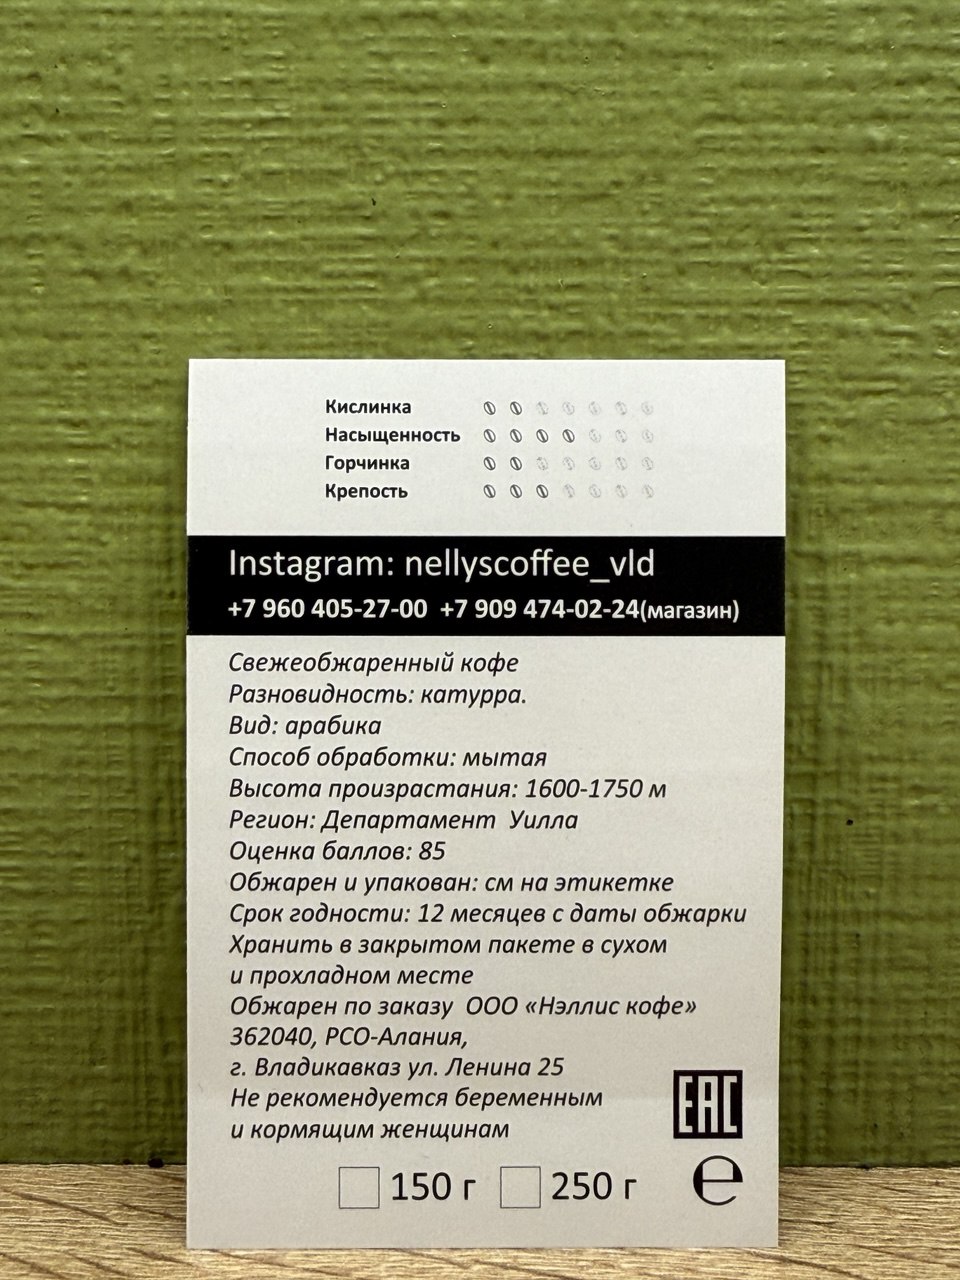 Кислинка
Насыщенность
Горчинка
Крепость
Instagram: nellyscoffee_vld
+7 960 405-27-00 +7 909 474-02-24(магазин)
Свежеобжаренный кофе
Разновидность: катурра.
Вид: арабика
Способ обработки: мытая
Высота произрастания: 1600-1750 м
Регион: Департамент Уилла
Оценка баллов: 85
Обжарен и упакован: см на этикетке
Срок годности: 12 месяцев с даты обжарки
Хранить в закрытом пакете в сухом
и прохладном месте
Обжарен по заказу ООО «Нэллис кофе»
362040, РСО-Алания,
г. Владикавказ ул. Ленина 25
Не рекомендуется беременным
и кормящим женщинам
EAC
150 г 250 г e